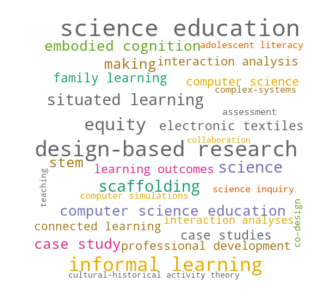 science education
embodied cognition adolescent literacy
making interaction analysis
family learning computer science
complex-systems
situated learning
assessment
equity electronic textiles
collaboration
design-based research
stem learning outcomes science
teaching
scaffolding science inquiry
computer simulations
computer science education
co-design
connected learning interaction analyses
case studies
case study professional development
informal learning
cultural-historical activity theory